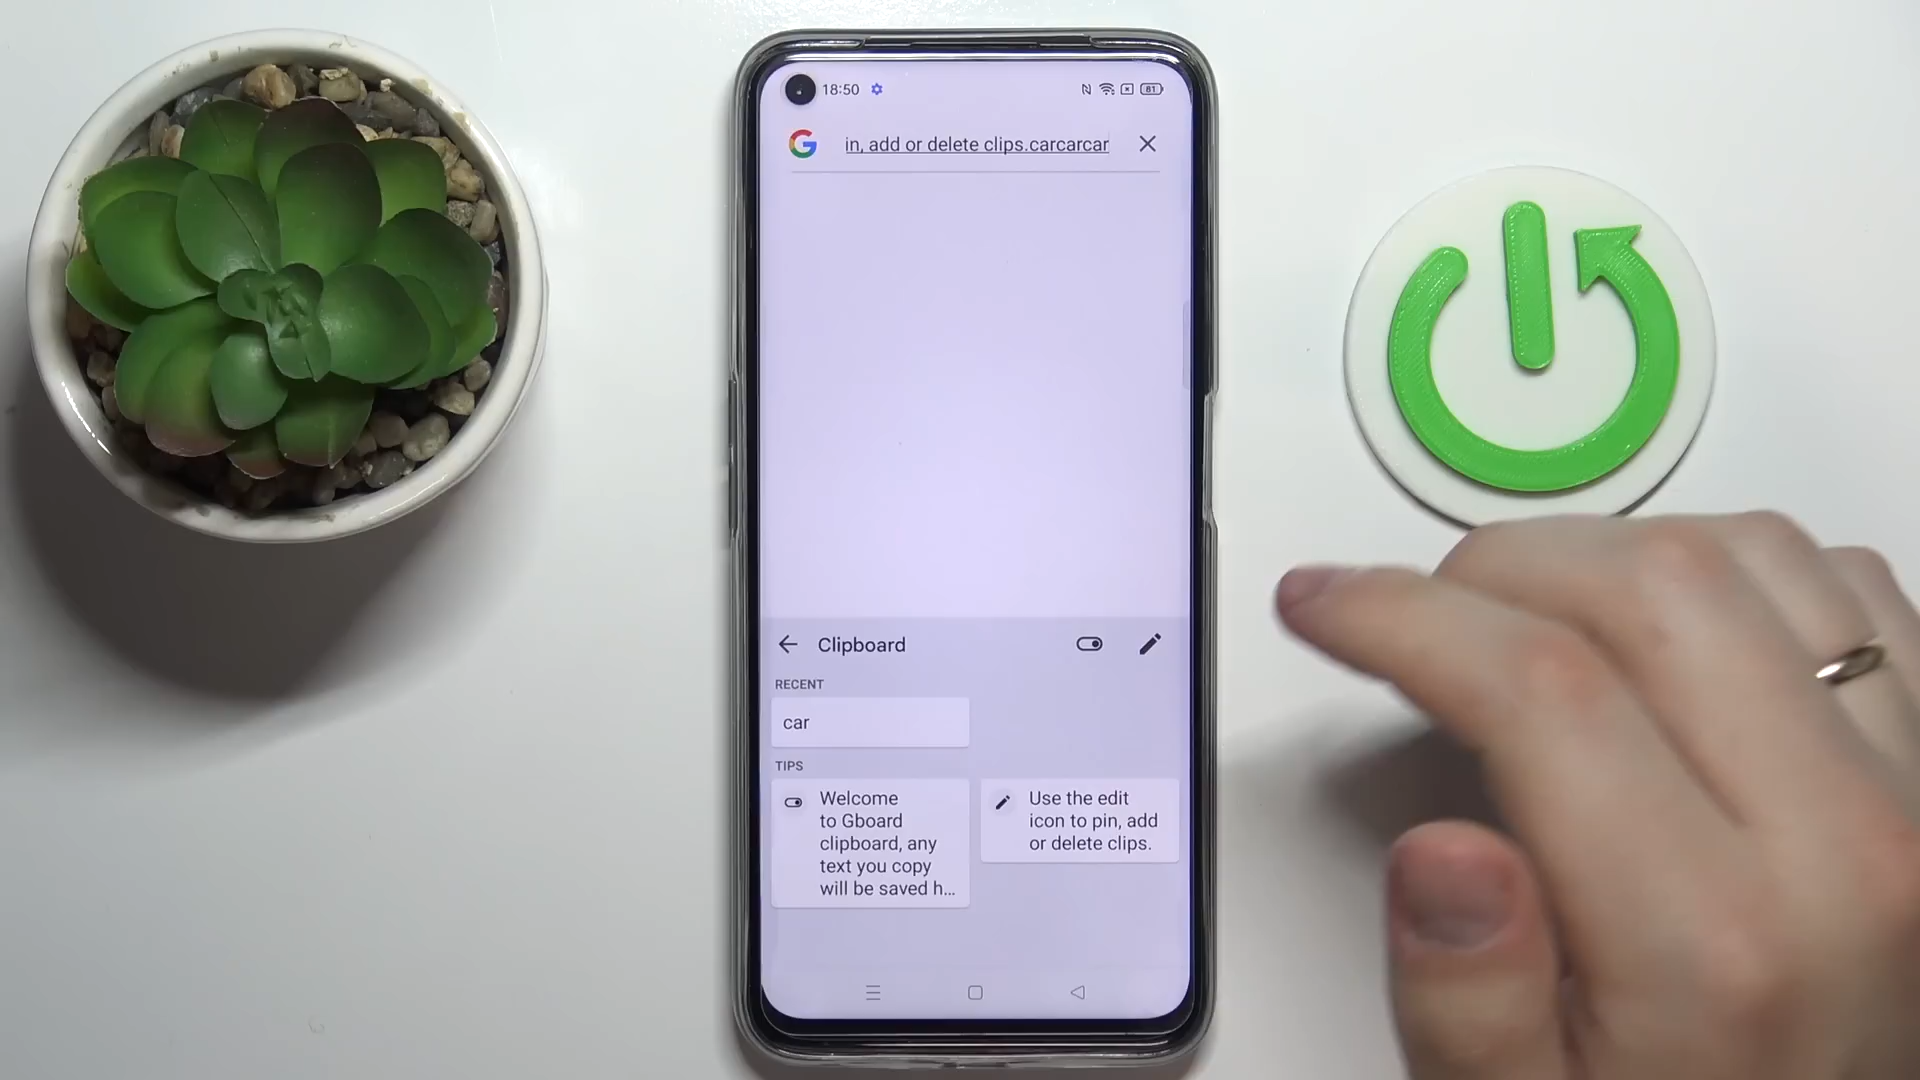 18:50
81
in, add or delete clips.carcarcar
Clipboard
RECENT
car
TIPS
Welcome
to Gboard
clipboard, any
text you copy
will be saved h...
Use the edit
icon to pin, add
or delete clips.